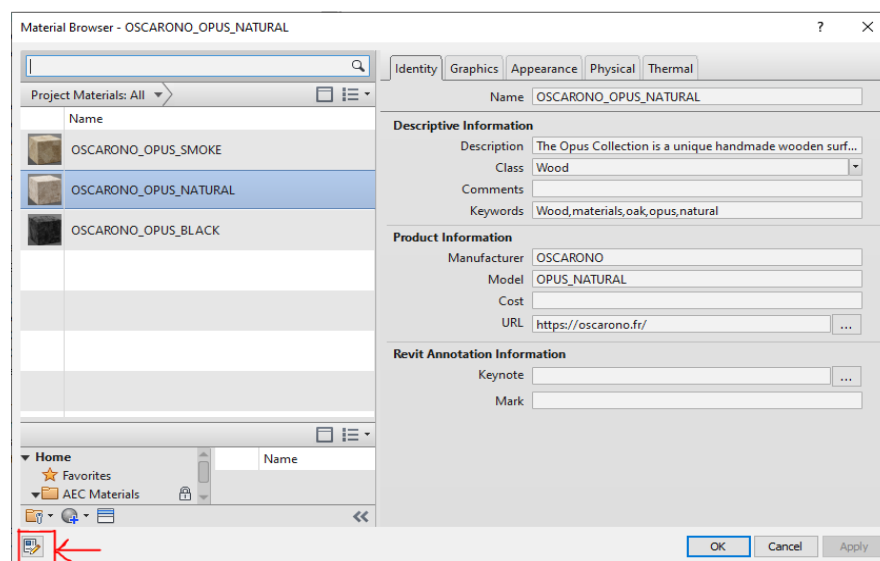 Material Browser - OSCARONO_OPUS_NATURAL
?
Project Materials: All
Name
OSCARONO_OPUS_SMOKE
OSCARONO_OPUS_NATURAL
OSCARONO_OPUS_BLACK
Home
Favorites
AEC Materials
Name
Identity Graphics Appearance Physical Thermal
Name OSCARONO_OPUS_NATURAL
Descriptive Information
Description The Opus Collection is a unique handmade wooden surf...
Class Wood
Comments
Keywords Wood,materials,oak,opus,natural
Product Information
Manufacturer OSCARONO
Model OPUS_NATURAL
Cost
URL https://oscarono.fr/ ...
Revit Annotation Information
Keynote ...
Mark
OK Cancel Apply